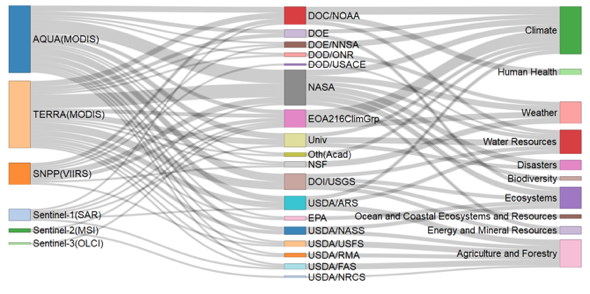 AQUA(MODIS)
TERRA(MODIS)
SNPP(VIIRS)
Sentinel-1(SAR)
Sentinel-2(MSI)
Sentinel-3(OLCI)
DOC/NOAA
DOE
DOE/NNSA
DOD/ONR
DOD/USACE
NASA
EOA216ClimGrp
Univ
Oth(Acad)
NSF
DOI/USGS
USDA/ARS
EPA
USDA/NASS
USDA/USFS
USDA/RMA
USDA/FAS
USDA/NRCS
Climate
Human Health
Weather
Water Resources
Disasters
Biodiversity
Ecosystems
Ocean and Coastal Ecosystems and Resources
Energy and Mineral Resources
Agriculture and Forestry